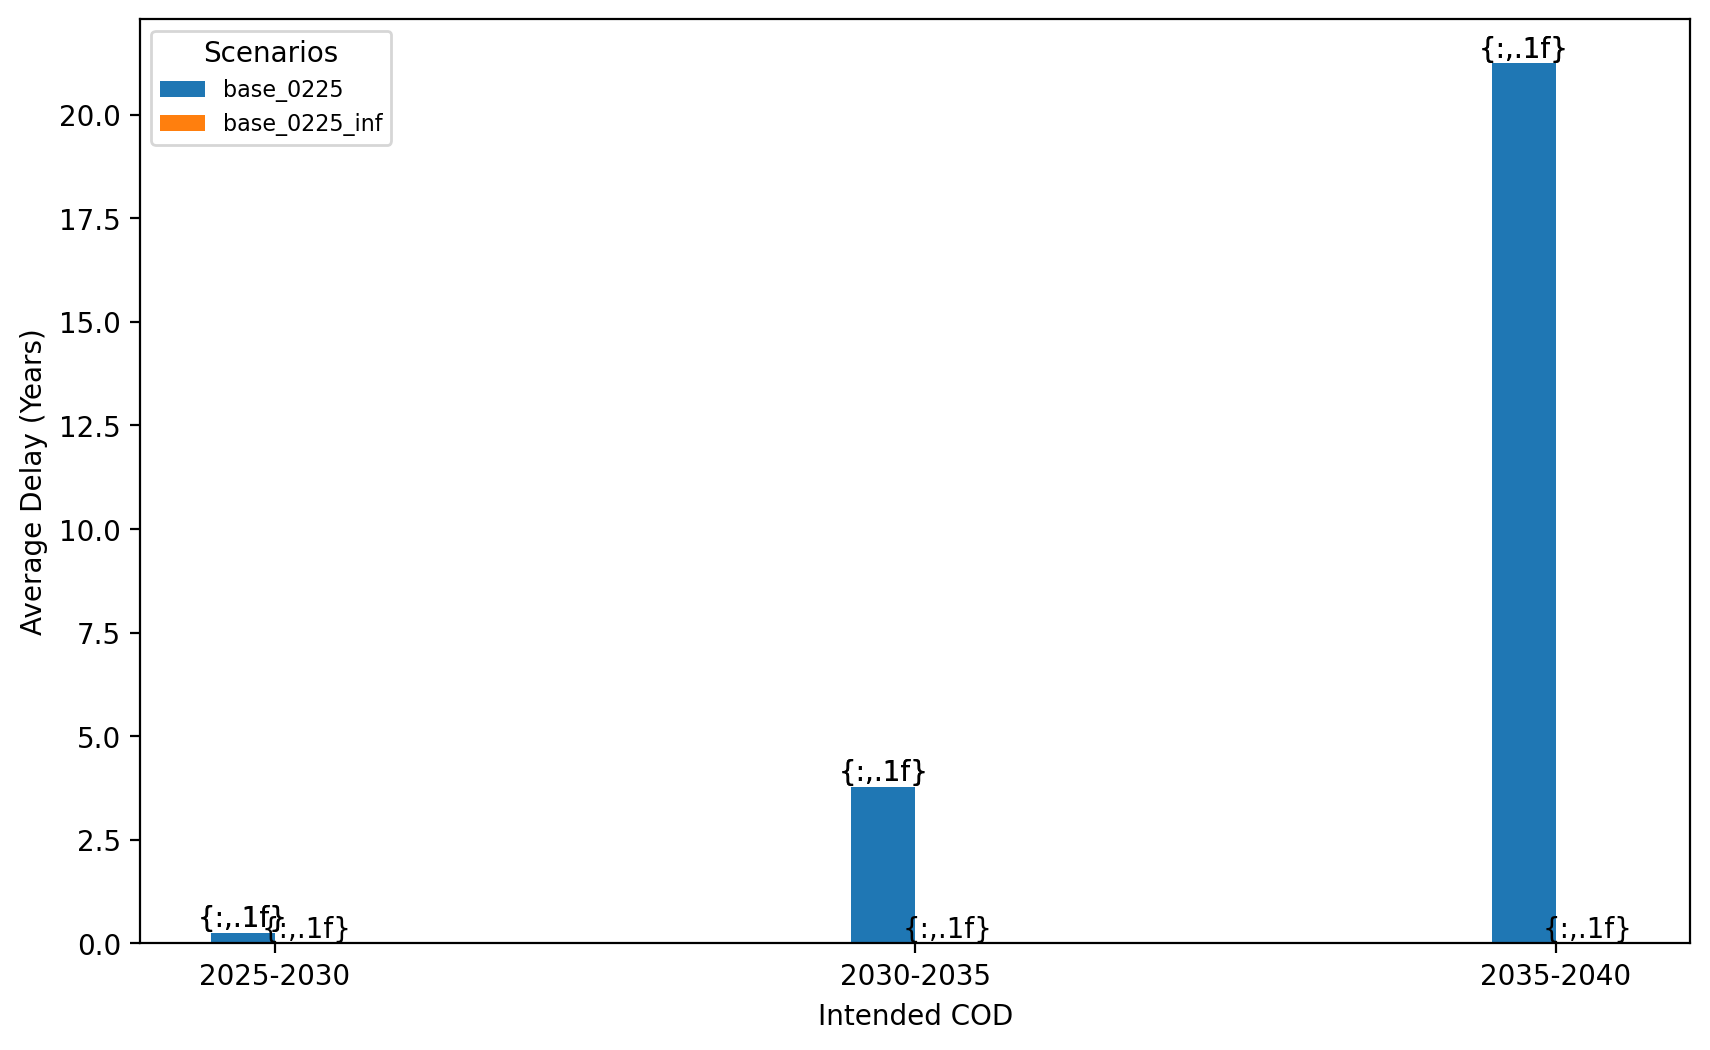 Scenarios
base_0225
base_0225_inf
Average Delay (Years)
20.0
17.5
15.0
12.5
10.0
7.5
5.0
2.5
0.0
{:,.1f}
{:,.1f}
{:,.1f}
{:,.1f}
{:,.1f}
{:,.1f}
2025-2030
2030-2035
2035-2040
Intended COD